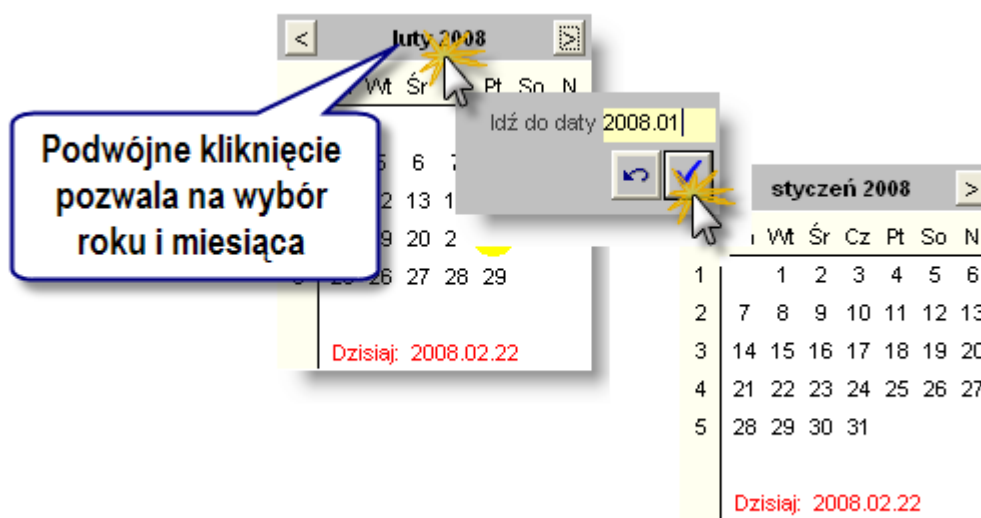 < luty 2008 >
Wt Śr Pt So N
Podwójne kliknięcie
pozwala na wybór
roku i miesiąca
Idź do daty 2008.01
5 6 7
2 13 1
9 20 2
25 26 27 28 29
Dzisiaj: 2008.02.22
styczeń 2008 >
Wt Śr Cz Pt So N
1 1 2 3 4 5 6
2 7 8 9 10 11 12 13
3 14 15 16 17 18 19 20
4 21 22 23 24 25 26 27
5 28 29 30 31
Dzisiaj: 2008.02.22